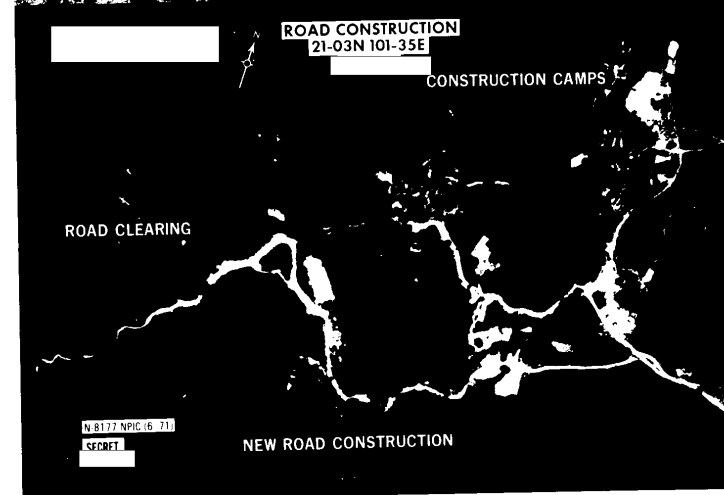 ROAD CONSTRUCTION
21-03N 101-35E
N
CONSTRUCTION CAMPS
ROAD CLEARING
N-8177 NPIC (6/71)
SECRET
NEW ROAD CONSTRUCTION